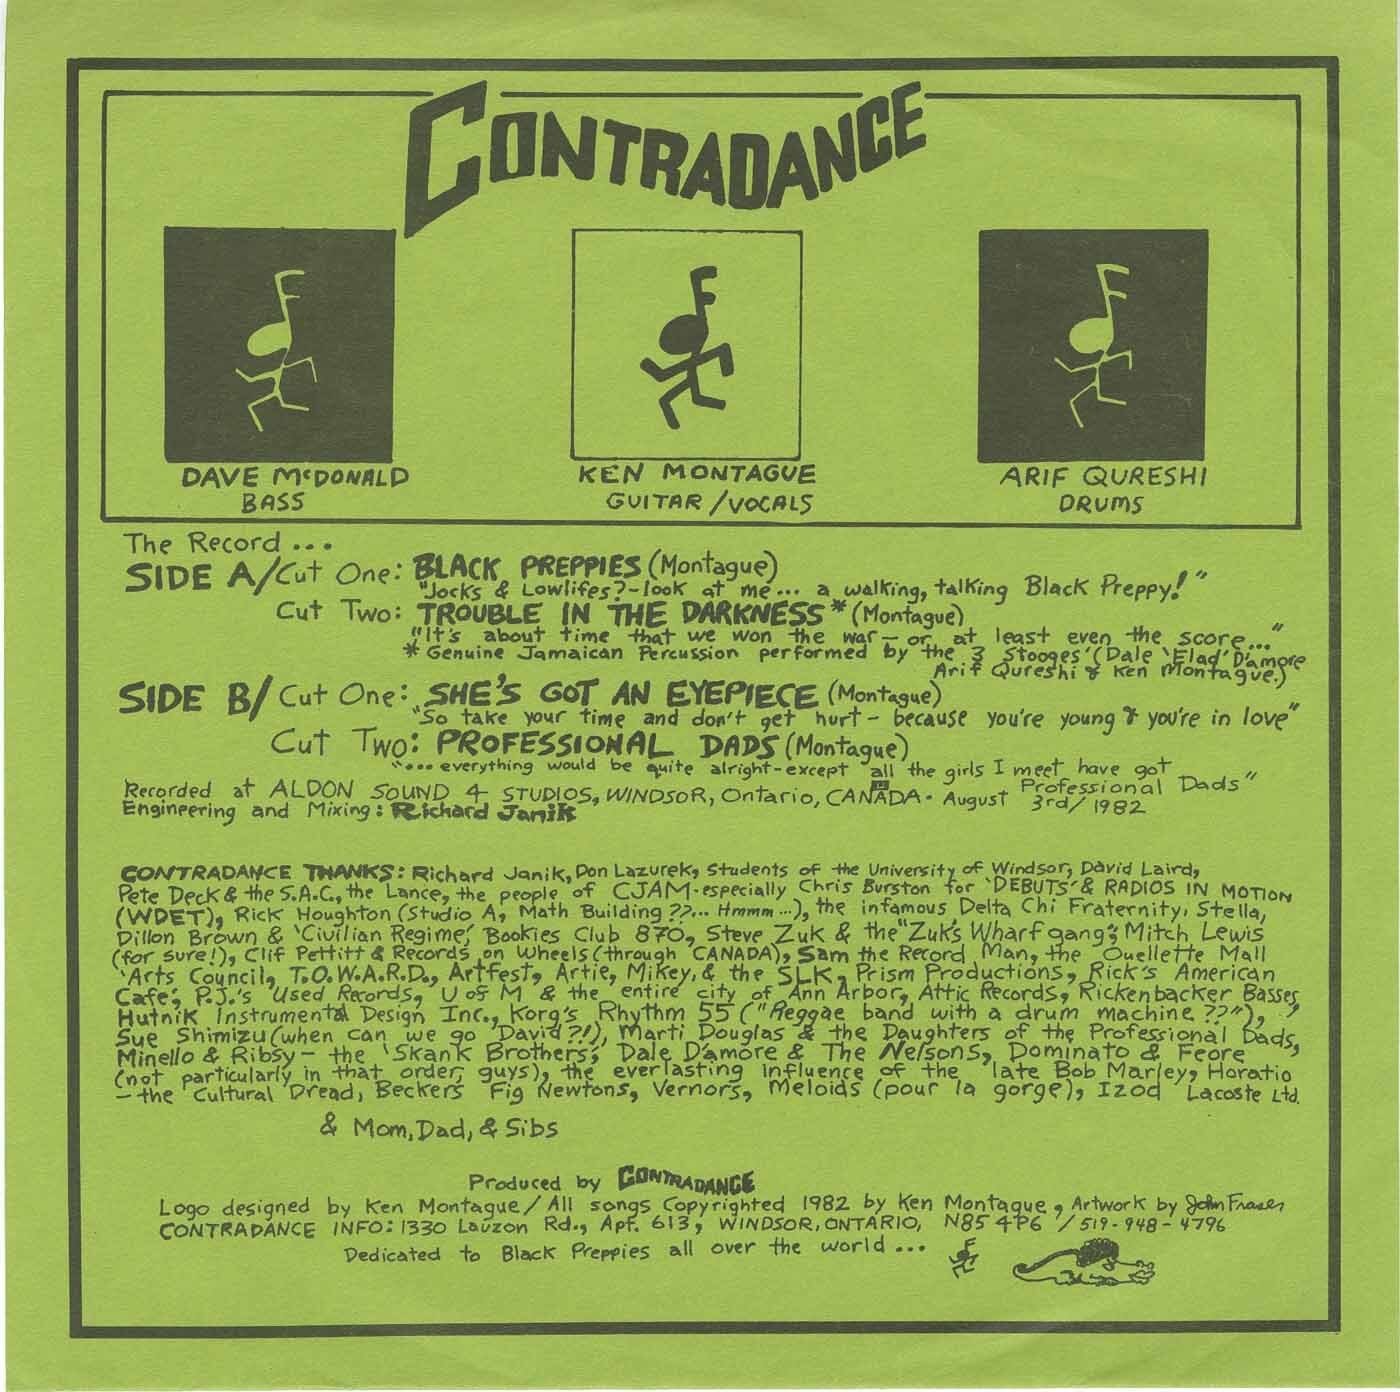 CONTRADANCE
DAVE McDONALD
BASS
KEN MONTAGUE
GUITAR/VOCALS
ARIF QURESHI
DRUMS
The Record...
SIDE A/Cut One: BLACK PREPPIES (Montague)
"Jocks & Lowlifes?-look at me... a walking, talking Black Preppy!"
Cut Two: TROUBLE IN THE DARKNESS* (Montague)
"It's about time that we won the war - or at least even the score..."
* Genuine Jamaican Percussion performed by the '3 Stooges' (Dale 'Elad' D'amore
Arif Qureshi & Ken Montague.)
SIDE B/ Cut One: SHE'S GOT AN EYEPIECE (Montague)
"So take your time and don't get hurt - because you're young & you're in love"
Cut Two: PROFESSIONAL DADS (Montague)
"...everything would be quite alright-except all the girls I meet have got
Professional Dads"
Recorded at ALDON SOUND 4 STUDIOS, WINDSOR, Ontario, CANADA. August 3rd/1982
Engineering and Mixing: Richard Janik
CONTRADANCE THANKS: Richard Janik, Don Lazurek, Students of the University of Windsor, David Laird,
Pete Deck & the S.A.C., the Lance, the people of CJAM-especially Chris Burston for 'DEBUTS' & RADIOS IN MOTION
(WDET), Rick Houghton (Studio A, Math Building ??... Hmmm...), the infamous Delta Chi Fraternity, Stella,
Dillon Brown & 'Civilian Regime', Bookies Club 870, Steve Zuk & the "Zuk's Wharf gang", Mitch Lewis
(for sure!), Clif Pettitt & Records on Wheels (through CANADA), Sam the Record Man, the Ouellette Mall
'Arts Council, T.O.W.A.R.D., Artfest, Artie, Mikey, & the SLK, Prism Productions, Rick's American
Cafe', P.J.'s Used Records, U of M & the entire city of Ann Arbor, Attic Records, Rickenbacker Basses,
Hutnik Instrumental Design Inc., Korg's Rhythm 55 ("Reggae band with a drum machine ??"),
Sue Shimizu (when can we go David?!), Marti Douglas & the Daughters of the Professional Dads,
Minello & Ribsy - the 'Skank Brothers', Dale D'amore & The Nelsons, Dominato & Feore
(not particularly in that order, guys), the everlasting influence of the late Bob Marley, Horatio
- the Cultural Dread, Beckers Fig Newtons, Vernors, Meloids (pour la gorge), Izod Lacoste Ltd.
& Mom, Dad, & Sibs
Produced by CONTRADANCE
Logo designed by Ken Montague / All songs Copyrighted 1982 by Ken Montague, Artwork by John Fraser
CONTRADANCE INFO: 1330 Lauzon Rd., Apt. 613, WINDSOR, ONTARIO, N8S 4P6 / 519-948-4796
Dedicated to Black Preppies all over the world...